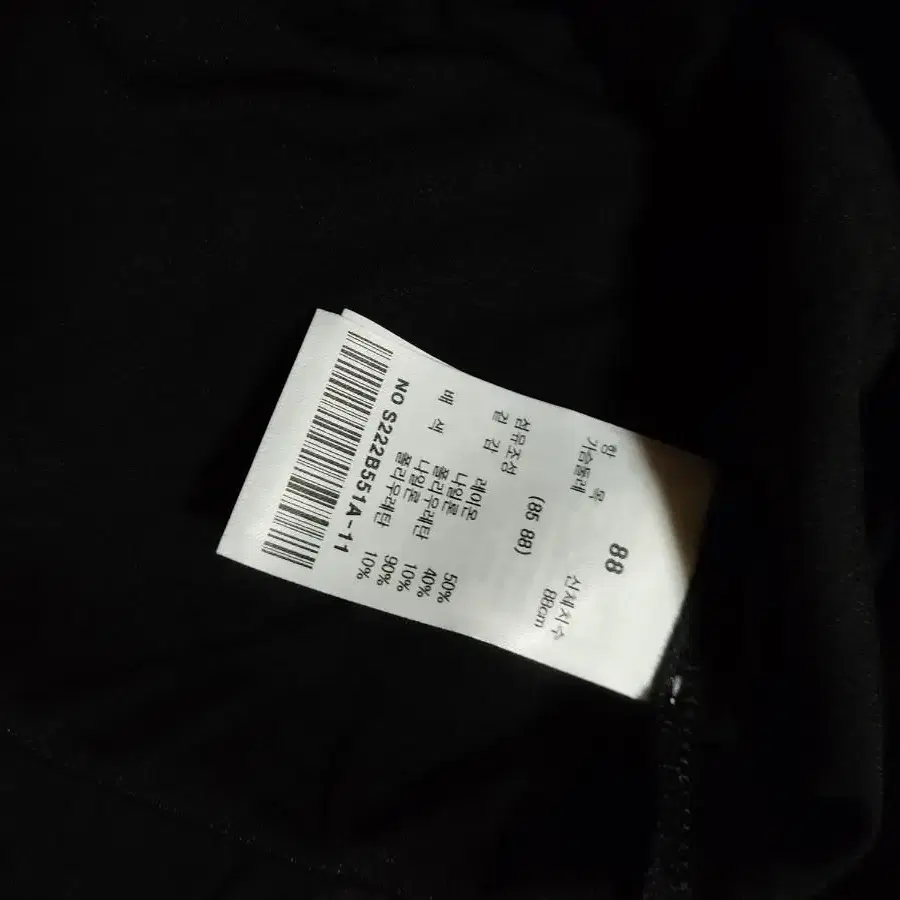 88
항 목 신체치수
가슴둘레 88cm
(85 88)
섬유조성
겉 감 레이온 50%
나일론 40%
폴리우레탄 10%
배 색 나일론 90%
폴리우레탄 10%
NO S222B551A-11